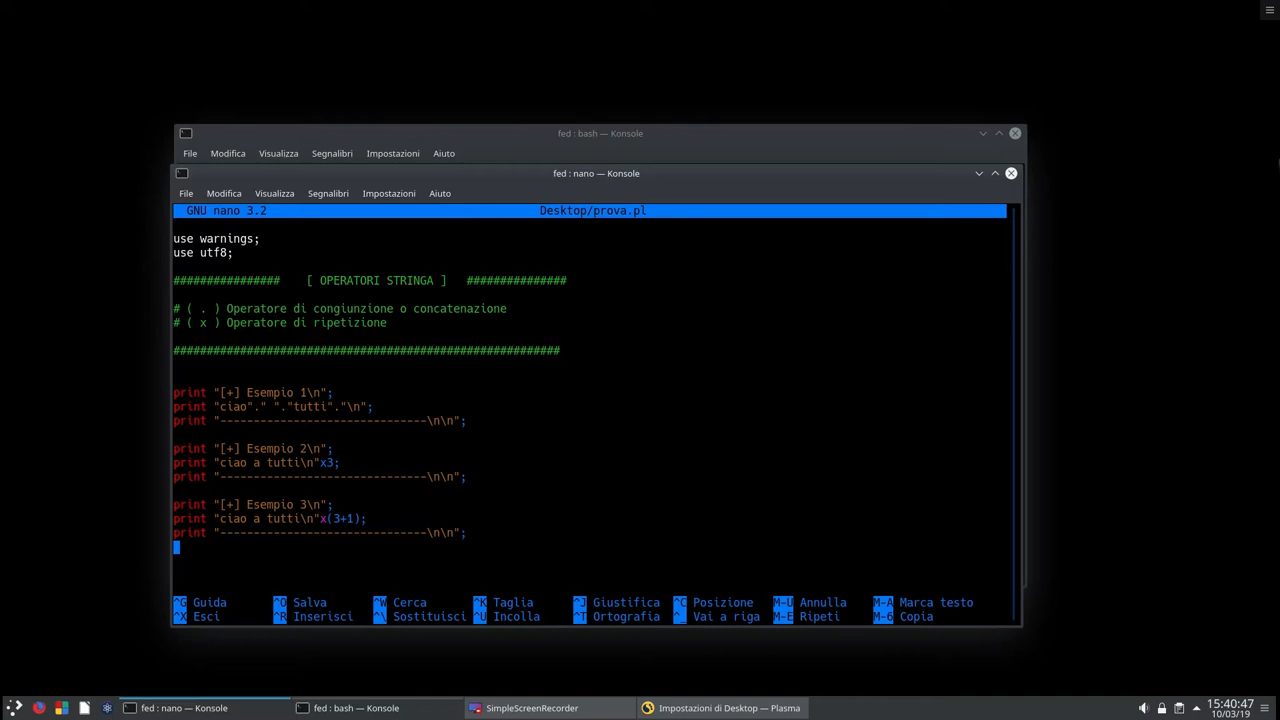 fed : bash — Konsole
File Modifica Visualizza Segnalibri Impostazioni Aiuto
fed : nano — Konsole
File Modifica Visualizza Segnalibri Impostazioni Aiuto
GNU nano 3.2 Desktop/prova.pl
use warnings;
use utf8;
################ [ OPERATORI STRINGA ] ###############
# ( . ) Operatore di congiunzione o concatenazione
# ( x ) Operatore di ripetizione
##########################################################
print "[+] Esempio 1\n";
print "ciao"." "."tutti"."\n";
print "-------------------------------\n\n";
print "[+] Esempio 2\n";
print "ciao a tutti\n"x3;
print "-------------------------------\n\n";
print "[+] Esempio 3\n";
print "ciao a tutti\n"x(3+1);
print "-------------------------------\n\n";
^G Guida ^O Salva ^W Cerca ^K Taglia ^J Giustifica ^C Posizione M-U Annulla M-A Marca testo
^X Esci ^R Inserisci ^\ Sostituisci ^U Incolla ^T Ortografia ^_ Vai a riga M-E Ripeti M-6 Copia
fed : nano — Konsole fed : bash — Konsole SimpleScreenRecorder Impostazioni di Desktop — Plasma 15:40:47
10/03/19